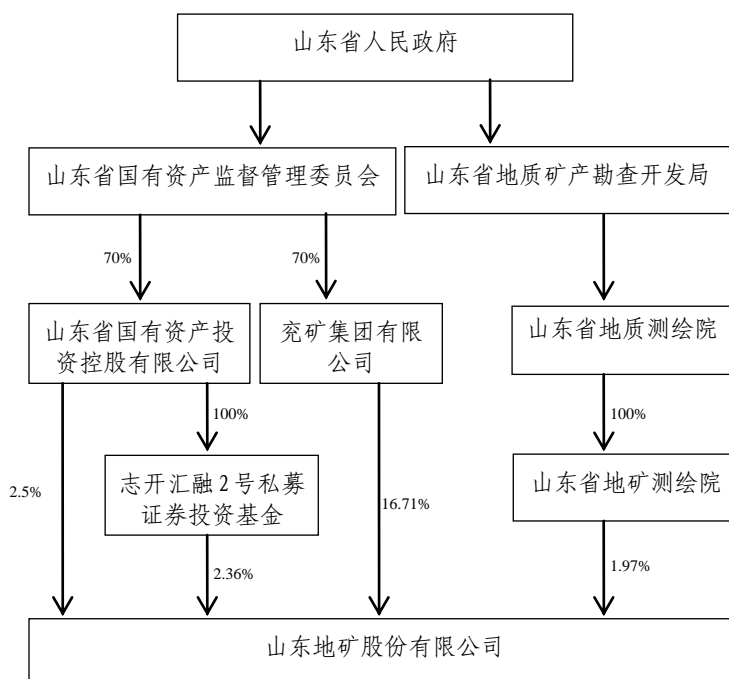 山东省人民政府
山东省国有资产监督管理委员会
山东省地质矿产勘查开发局
70%
70%
山东省国有资产投
资控股有限公司
兖矿集团有限
公司
山东省地质测绘院
100%
100%
2.5%
志开汇融2号私募
证券投资基金
16.71%
山东省地矿测绘院
2.36%
1.97%
山东地矿股份有限公司